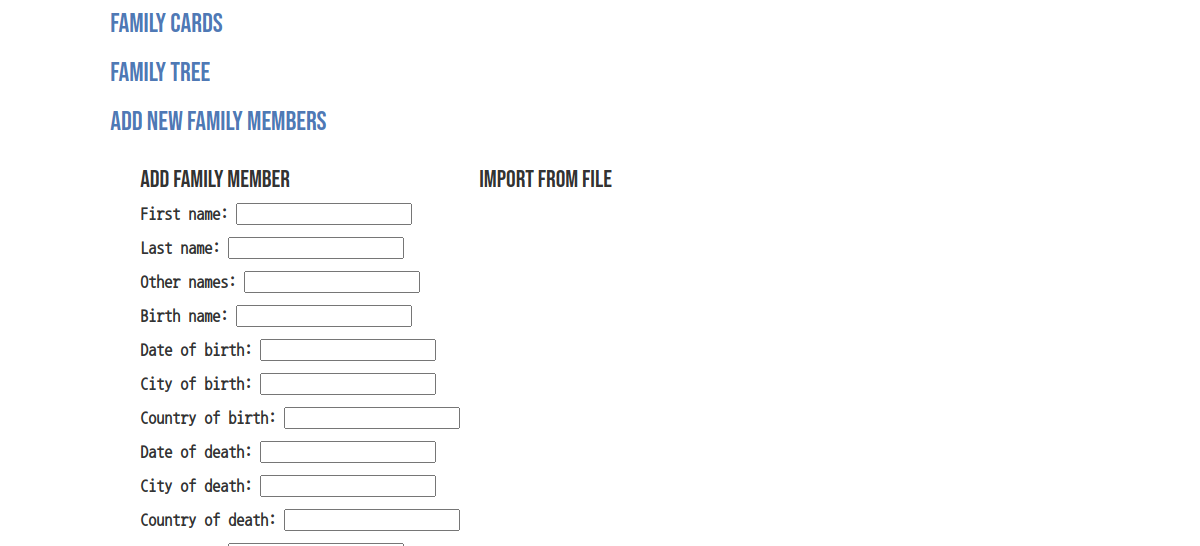 FAMILY CARDS
FAMILY TREE
ADD NEW FAMILY MEMBERS
ADD FAMILY MEMBER
IMPORT FROM FILE
First name:
Last name:
Other names:
Birth name:
Date of birth:
City of birth:
Country of birth:
Date of death:
City of death:
Country of death: